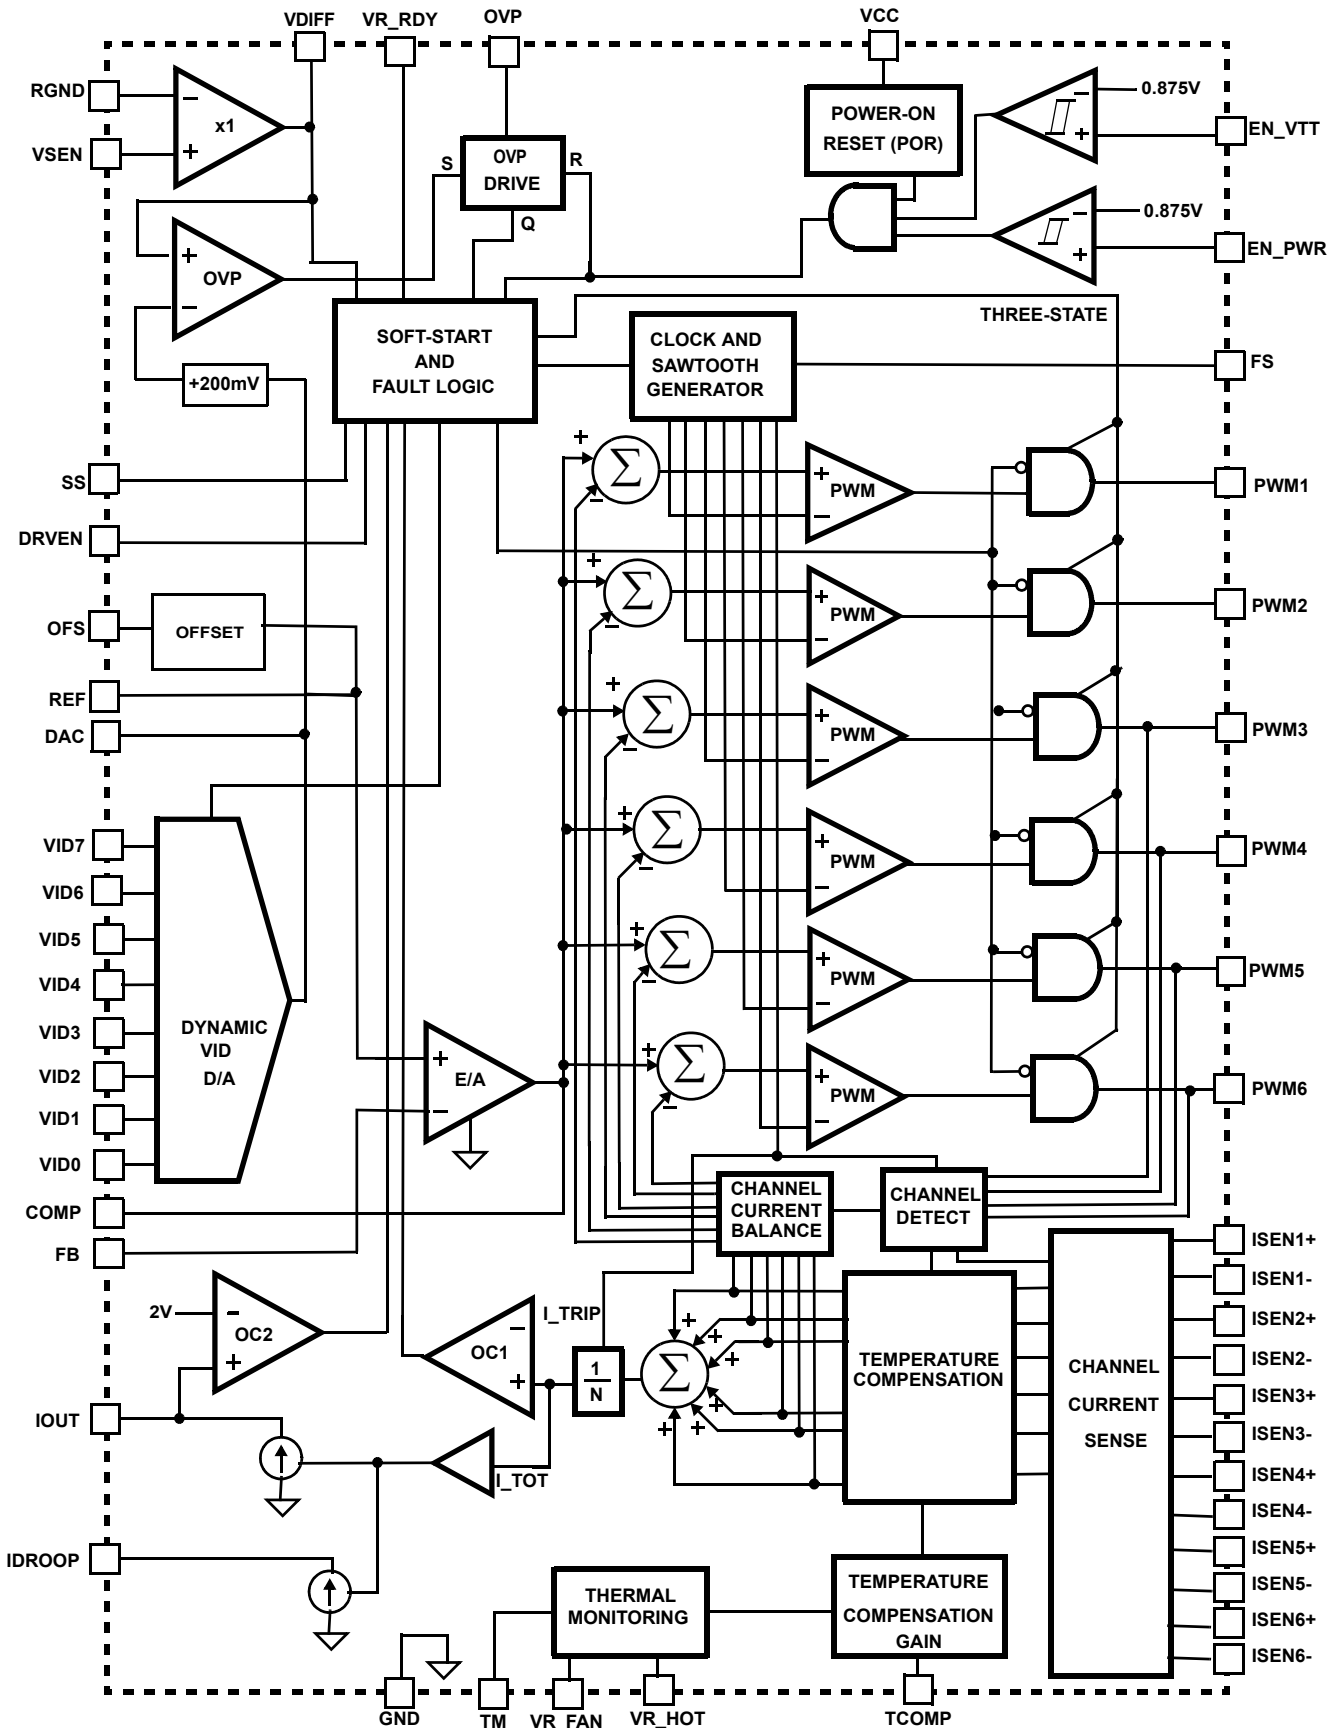 VDIFF
VR_RDY
OVP
VCC
RGND
VSEN
−
x1
+
S
OVP
DRIVE
R
Q
POWER-ON
RESET (POR)
−
0.875V
+
EN_VTT
−
0.875V
+
EN_PWR
+
OVP
−
+200mV
SOFT-START
AND
FAULT LOGIC
CLOCK AND
SAWTOOTH
GENERATOR
THREE-STATE
FS
SS
DRVEN
OFS
OFFSET
REF
DAC
+
Σ
−
+
PWM
−
PWM1
+
Σ
−
+
PWM
−
PWM2
+
Σ
−
+
PWM
−
PWM3
+
Σ
−
+
PWM
−
PWM4
+
Σ
−
+
PWM
−
PWM5
+
Σ
−
+
PWM
−
PWM6
VID7
VID6
VID5
VID4
VID3
VID2
VID1
VID0
DYNAMIC
VID
D/A
+
E/A
−
COMP
FB
CHANNEL
CURRENT
BALANCE
CHANNEL
DETECT
2V
−
OC2
+
I_TRIP
−
OC1
+
1
N
Σ
+
+
+
+
+
+
TEMPERATURE
COMPENSATION
CHANNEL
CURRENT
SENSE
ISEN1+
ISEN1-
ISEN2+
ISEN2-
ISEN3+
ISEN3-
ISEN4+
ISEN4-
ISEN5+
ISEN5-
ISEN6+
ISEN6-
IOUT
I_TOT
IDROOP
THERMAL
MONITORING
TEMPERATURE
COMPENSATION
GAIN
GND
TM
VR_FAN
VR_HOT
TCOMP